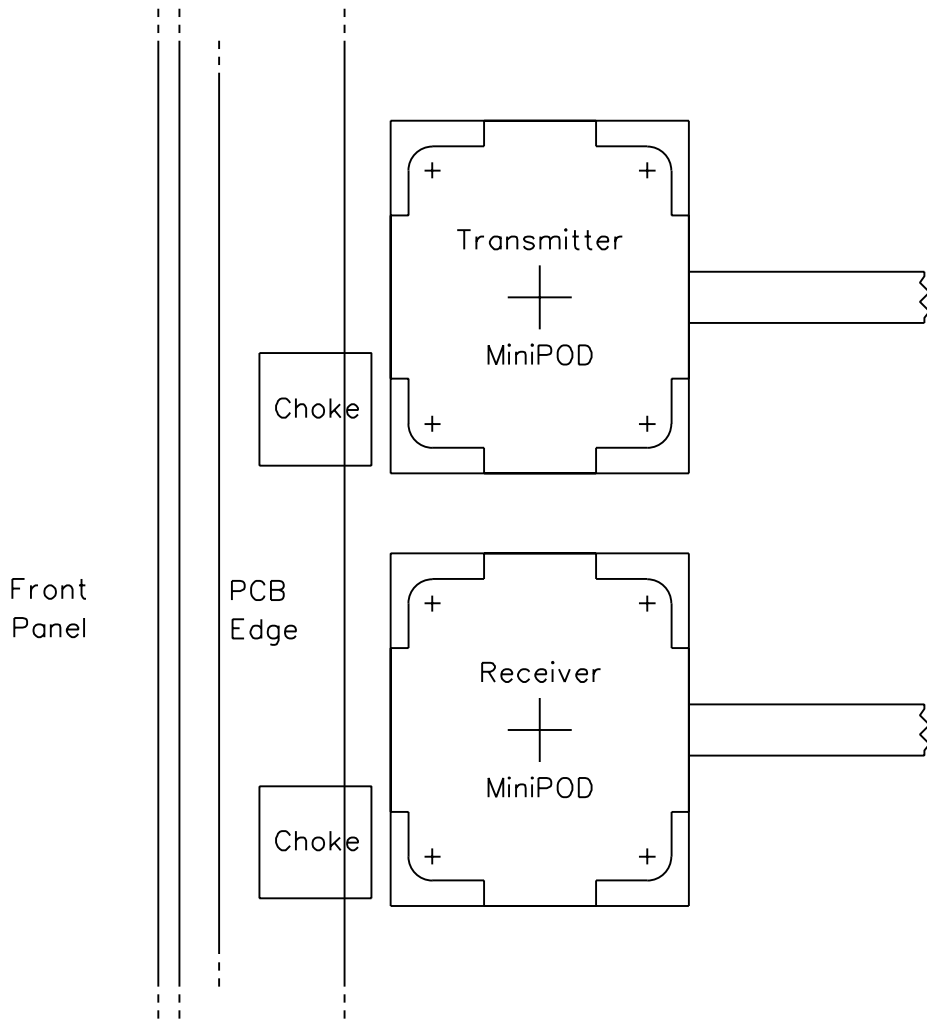 Transmitter
MiniPOD
Choke
Front
Panel
PCB
Edge
Receiver
MiniPOD
Choke